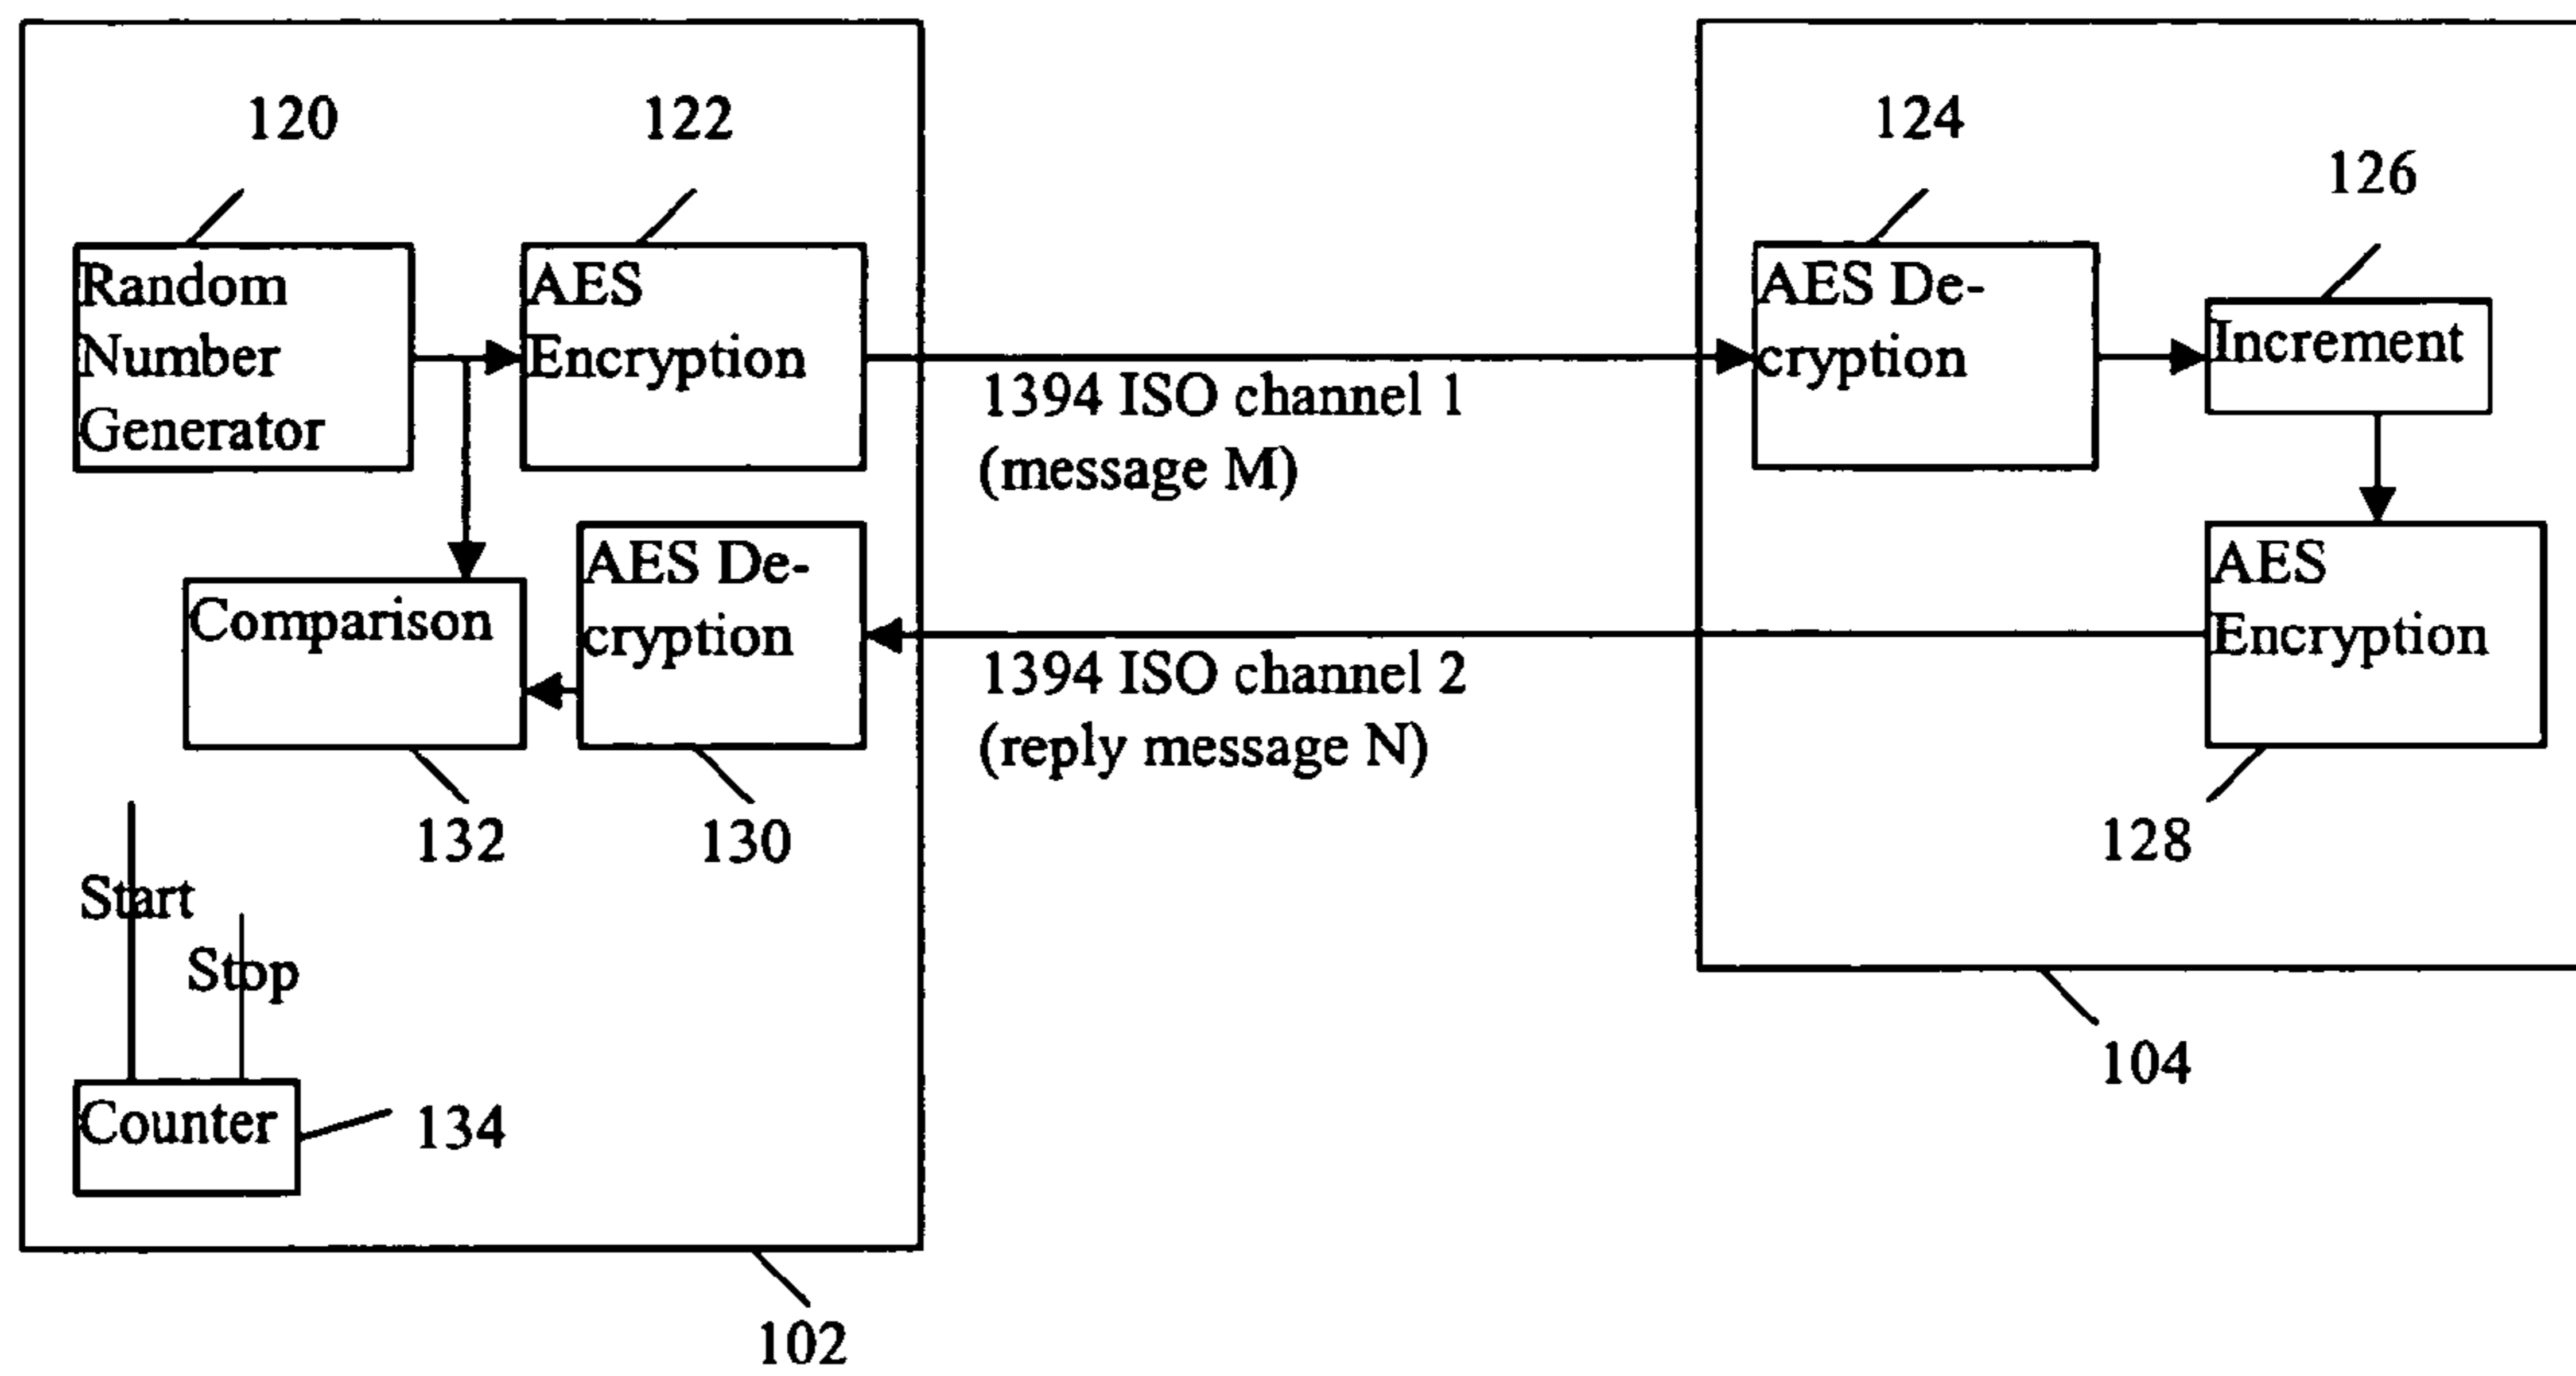 120
122
124
126
Random
Number
Generator
AES
Encryption
AES De-
cryption
Increment
1394 ISO channel 1
(message M)
Comparison
AES De-
cryption
AES
Encryption
1394 ISO channel 2
(reply message N)
132
130
128
Start
Stop
Counter
134
104
102